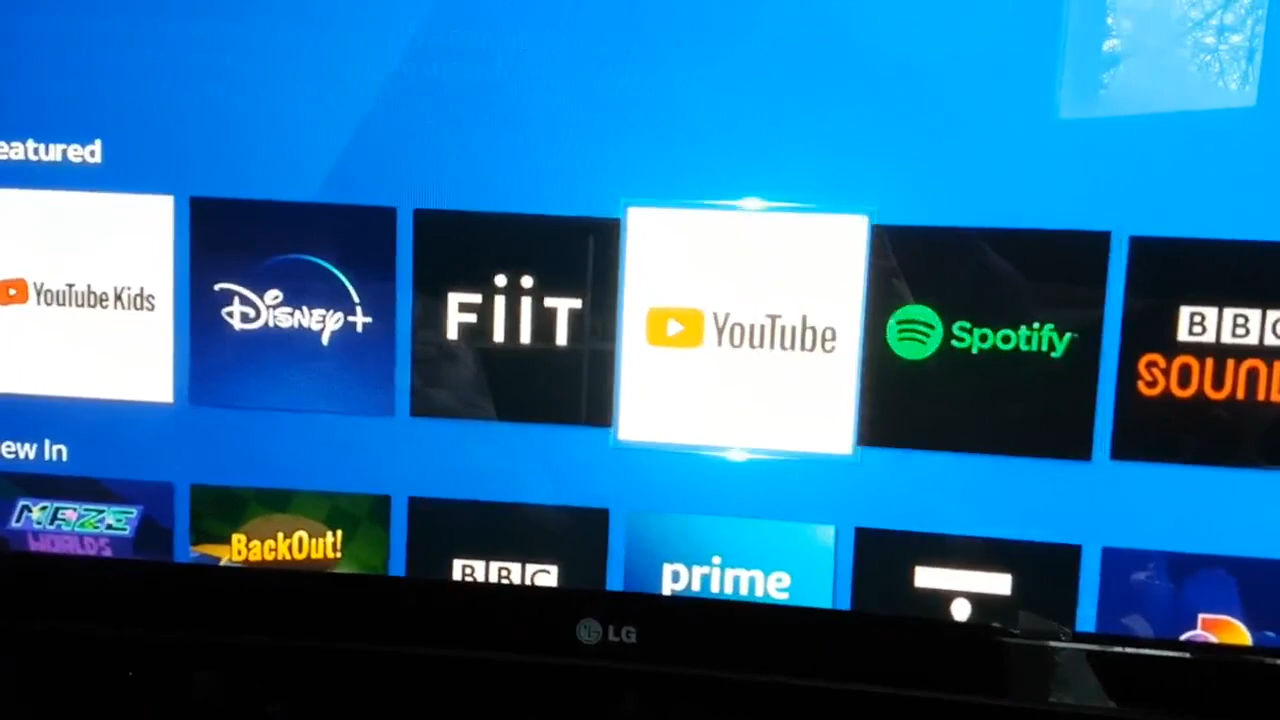 eatured
YouTube Kids
Disney+
FiiT
YouTube
Spotify
BBC
SOUN
ew In
MAZE
WORLDS
BackOut!
BBC
prime
LG